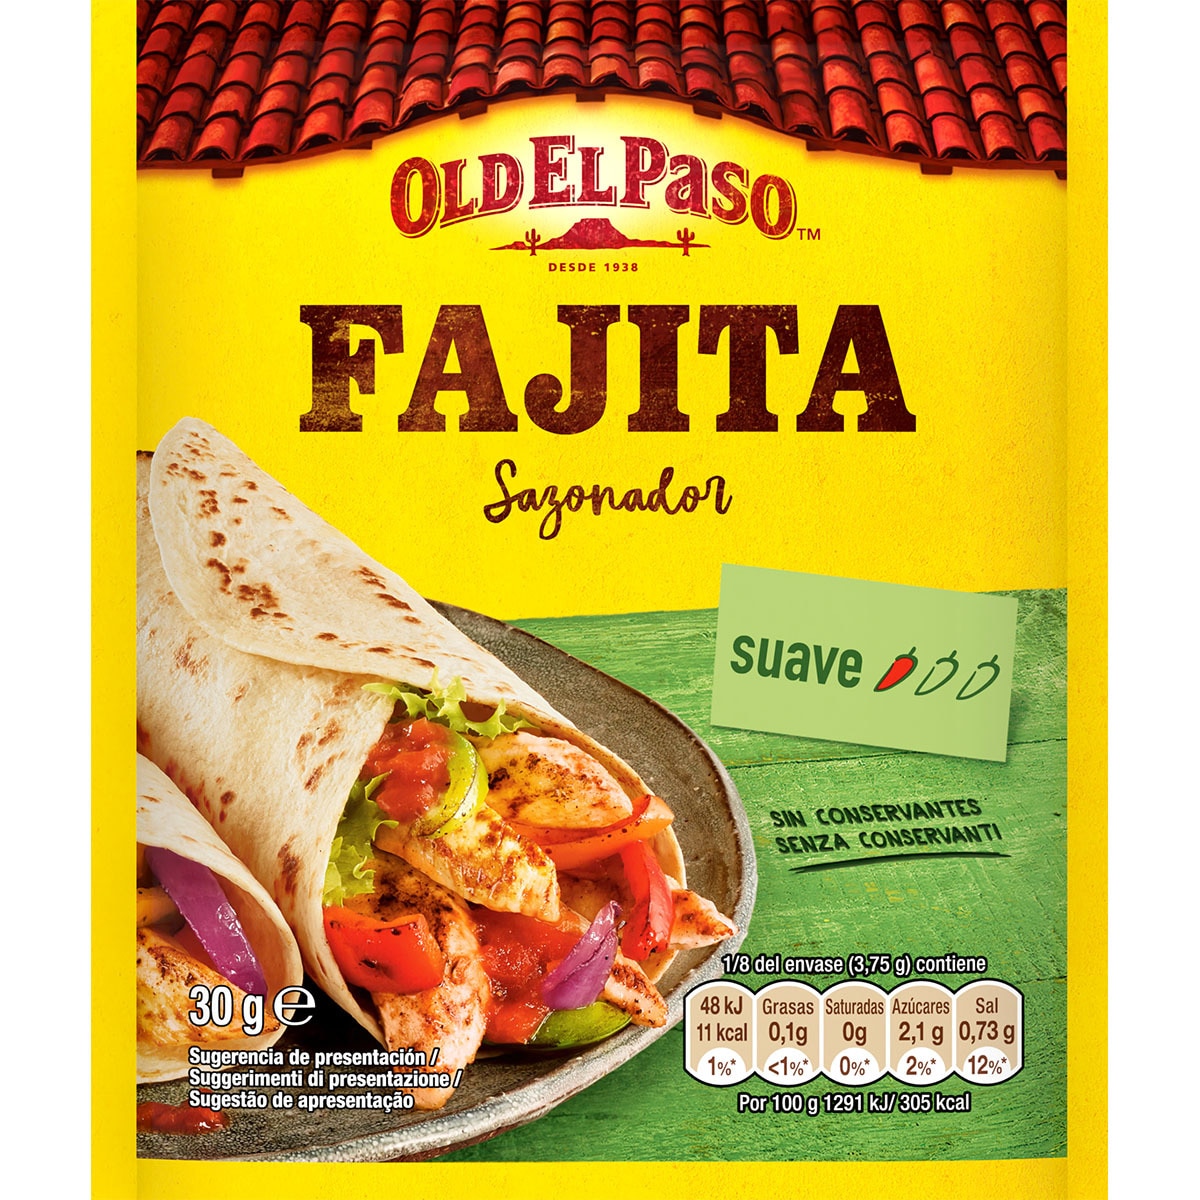 OLD EL PASO™
DESDE 1938
FAJITA
Sazonador
suave
SIN CONSERVANTES
SENZA CONSERVANTI
1/8 del envase (3,75 g) contiene
48 kJ Grasas Saturadas Azúcares Sal
11 kcal 0,1g 0g 2,1 g 0,73 g
1%* <1%* 0%* 2%* 12%*
Por 100 g 1291 kJ/ 305 kcal
30 g ℮
Sugerencia de presentación /
Suggerimenti di presentazione /
Sugestão de apresentação